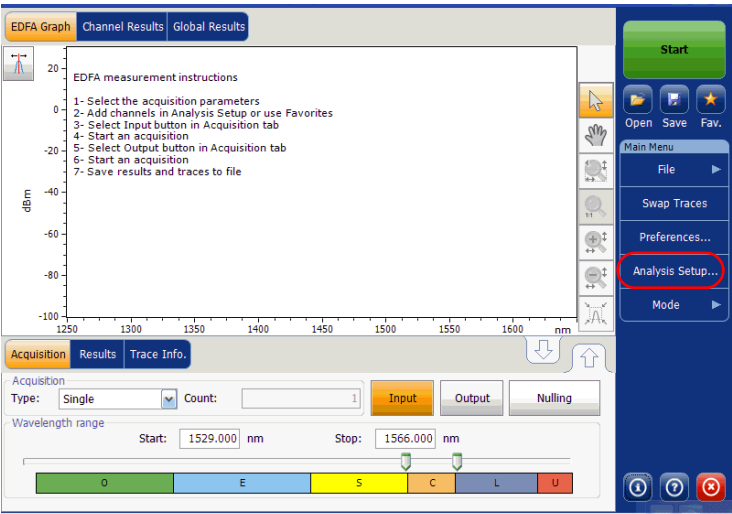 EDFA Graph Channel Results Global Results
EDFA measurement instructions
1- Select the acquisition parameters
2- Add channels in Analysis Setup or use Favorites
3- Select Input button in Acquisition tab
4- Start an acquisition
5- Select Output button in Acquisition tab
6- Start an acquisition
7- Save results and traces to file
dBm
20
0
-20
-40
-60
-80
-100
1250 1300 1350 1400 1450 1500 1550 1600 nm
1:1
Start
Open Save Fav.
Main Menu
File
Swap Traces
Preferences...
Analysis Setup...
Mode
Acquisition Results Trace Info.
Acquisition
Type: Single Count: 1 Input Output Nulling
Wavelength range
Start: 1529.000 nm Stop: 1566.000 nm
O E S C L U